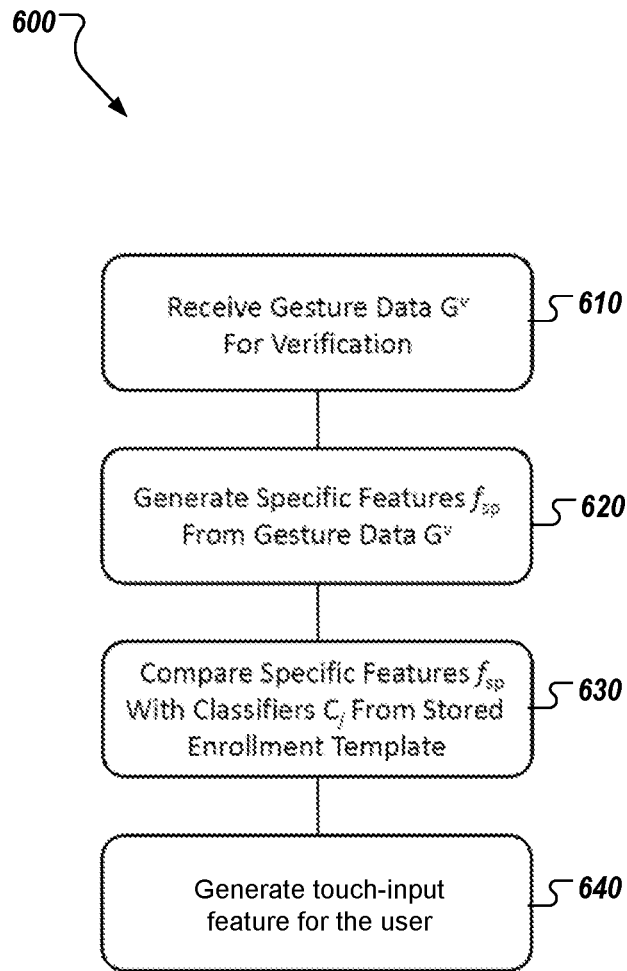 600
Receive Gesture Data Gᵛ
For Verification
610
Generate Specific Features fₛₚ
From Gesture Data Gᵛ
620
Compare Specific Features fₛₚ
With Classifiers Cⱼ From Stored
Enrollment Template
630
Generate touch-input
feature for the user
640